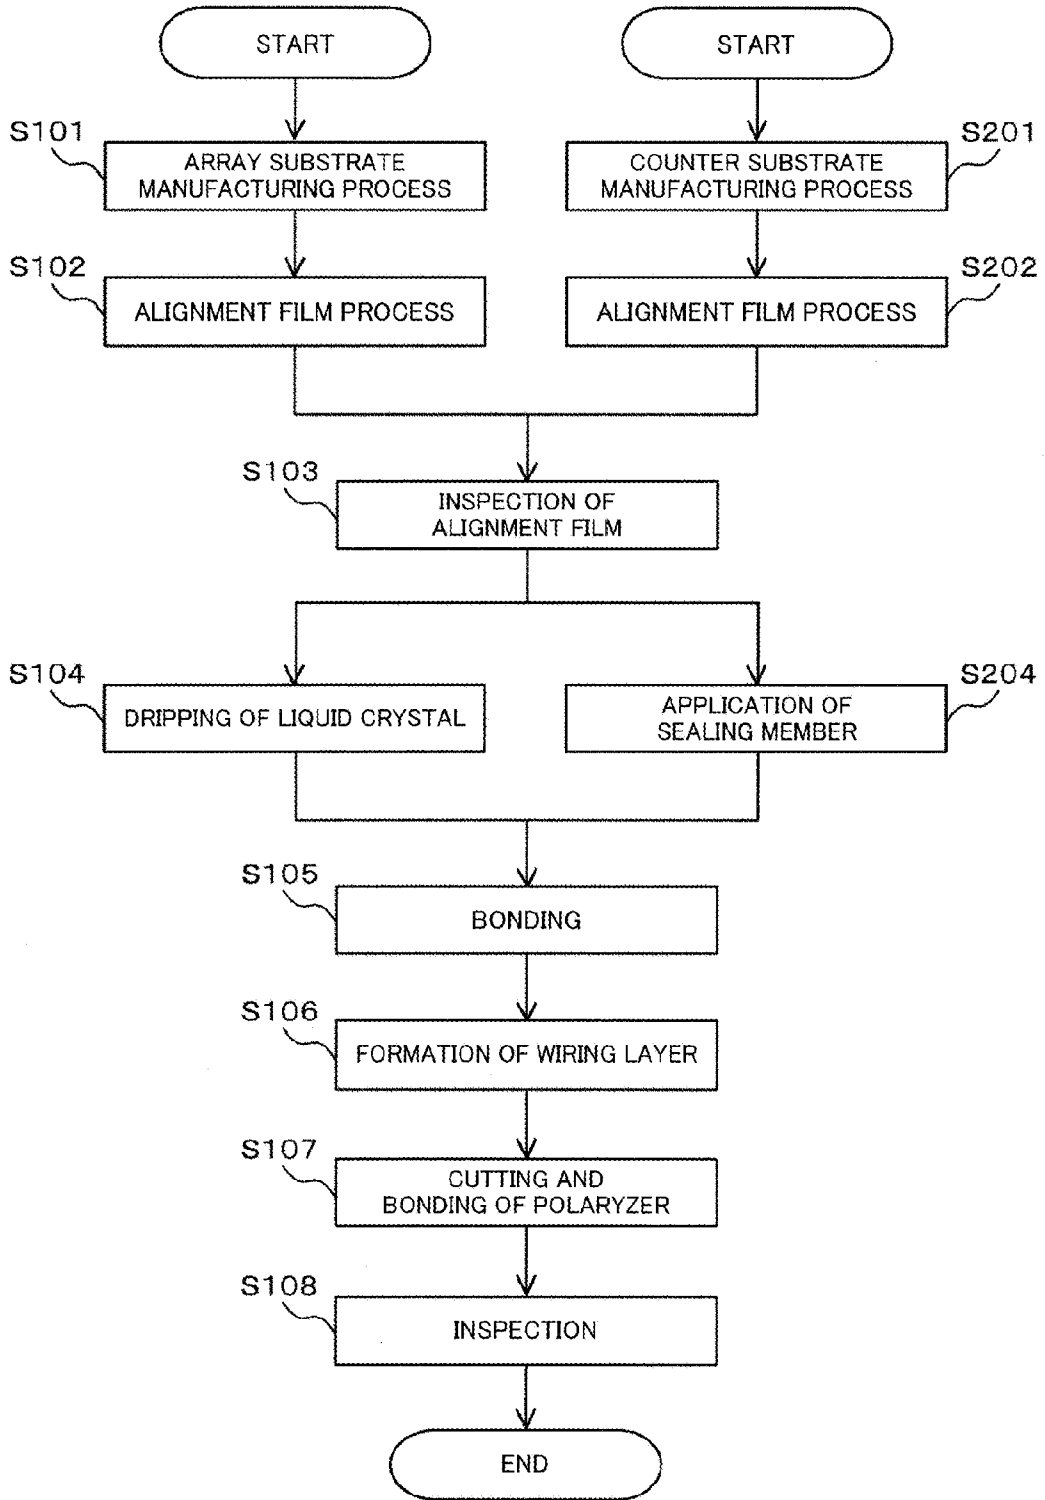 START
START
S101
ARRAY SUBSTRATE
MANUFACTURING PROCESS
COUNTER SUBSTRATE
MANUFACTURING PROCESS
S201
S102
ALIGNMENT FILM PROCESS
ALIGNMENT FILM PROCESS
S202
S103
INSPECTION OF
ALIGNMENT FILM
S104
DRIPPING OF LIQUID CRYSTAL
APPLICATION OF
SEALING MEMBER
S204
S105
BONDING
S106
FORMATION OF WIRING LAYER
S107
CUTTING AND
BONDING OF POLARYZER
S108
INSPECTION
END